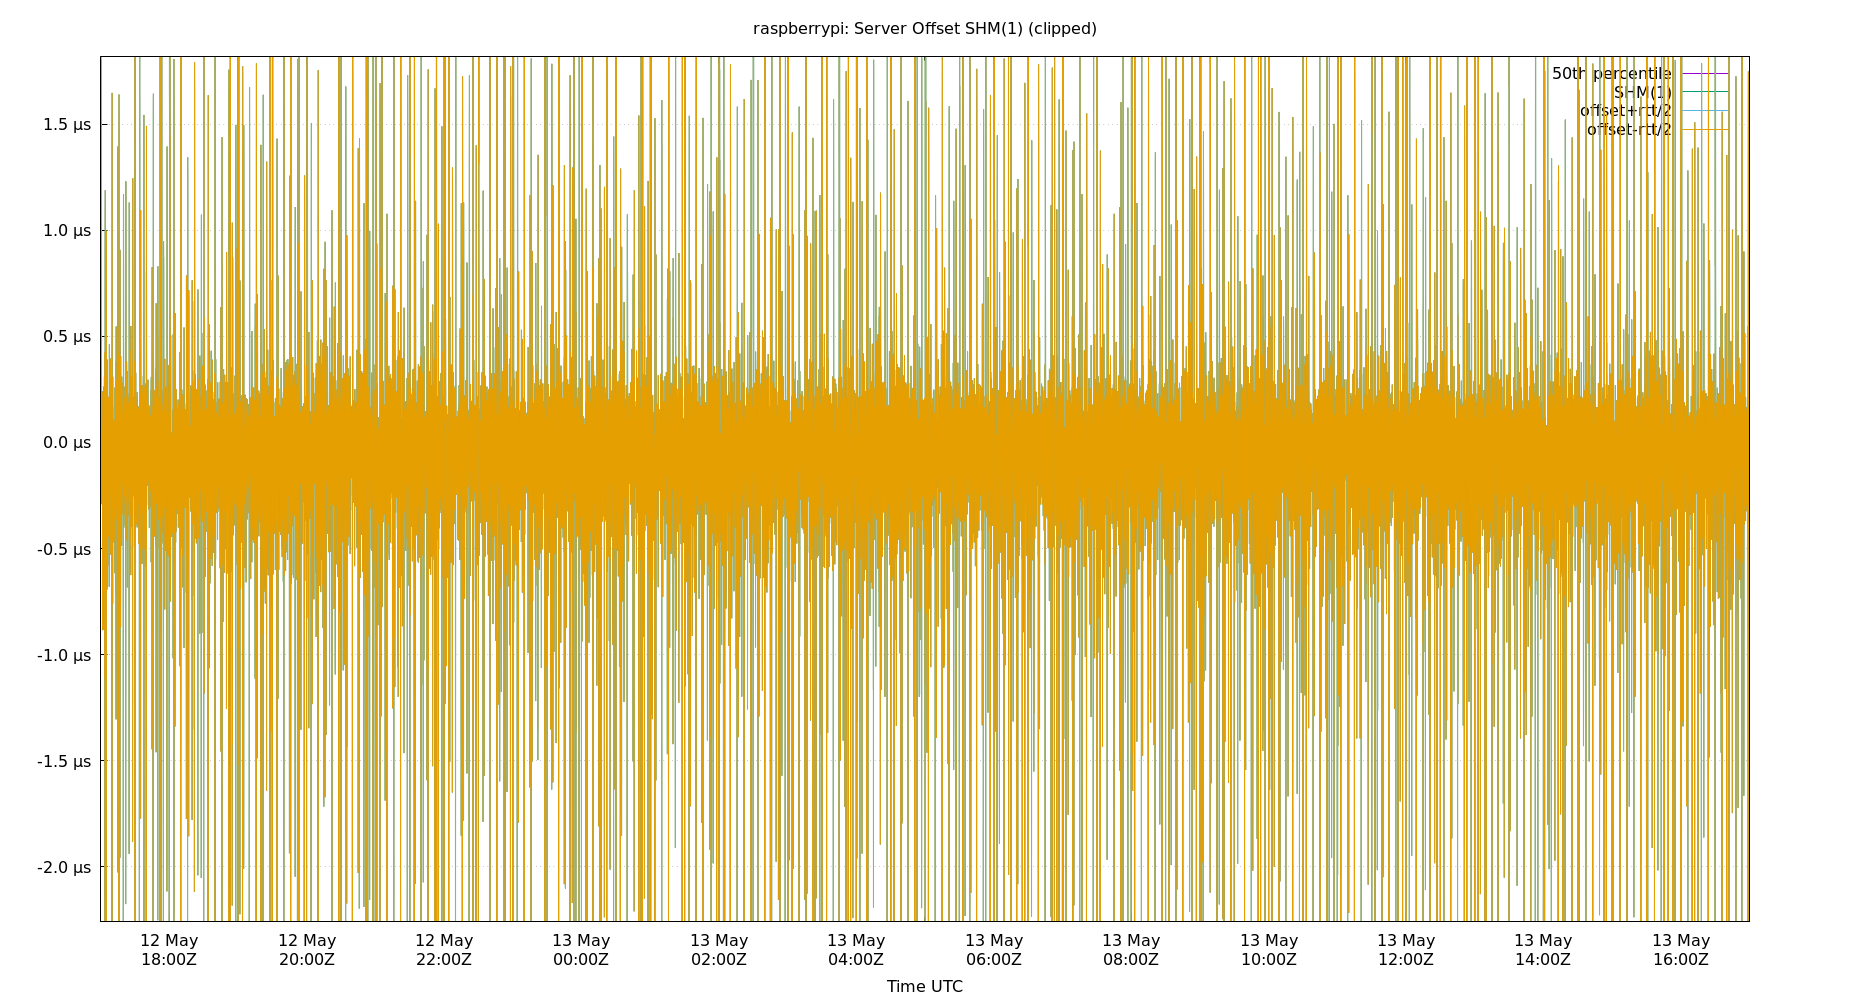 raspberrypi: Server Offset SHM(1) (clipped)
50th percentile
SHM(1)
offset+rtt/2
offset-rtt/2
1.5 µs
1.0 µs
0.5 µs
0.0 µs
-0.5 µs
-1.0 µs
-1.5 µs
-2.0 µs
12 May 12 May 12 May 13 May 13 May 13 May 13 May 13 May 13 May 13 May 13 May 13 May
18:00Z 20:00Z 22:00Z 00:00Z 02:00Z 04:00Z 06:00Z 08:00Z 10:00Z 12:00Z 14:00Z 16:00Z
Time UTC